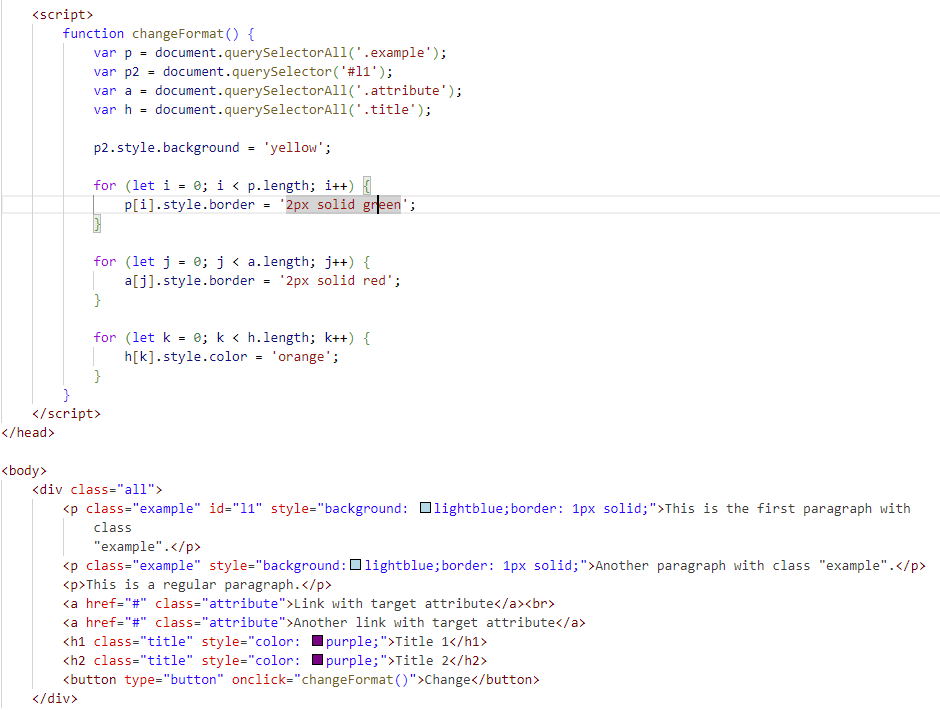 <script>
function changeFormat() {
var p = document.querySelectorAll('.example');
var p2 = document.querySelector('#l1');
var a = document.querySelectorAll('.attribute');
var h = document.querySelectorAll('.title');
p2.style.background = 'yellow';
for (let i = 0; i < p.length; i++) {
p[i].style.border = '2px solid green';
}
for (let j = 0; j < a.length; j++) {
a[j].style.border = '2px solid red';
}
for (let k = 0; k < h.length; k++) {
h[k].style.color = 'orange';
}
}
</script>
</head>
<body>
<div class="all">
<p class="example" id="l1" style="background: lightblue;border: 1px solid;">This is the first paragraph with
class
"example".</p>
<p class="example" style="background:lightblue;border: 1px solid;">Another paragraph with class "example".</p>
<p>This is a regular paragraph.</p>
<a href="#" class="attribute">Link with target attribute</a><br>
<a href="#" class="attribute">Another link with target attribute</a>
<h1 class="title" style="color: purple;">Title 1</h1>
<h2 class="title" style="color: purple;">Title 2</h2>
<button type="button" onclick="changeFormat()">Change</button>
</div>